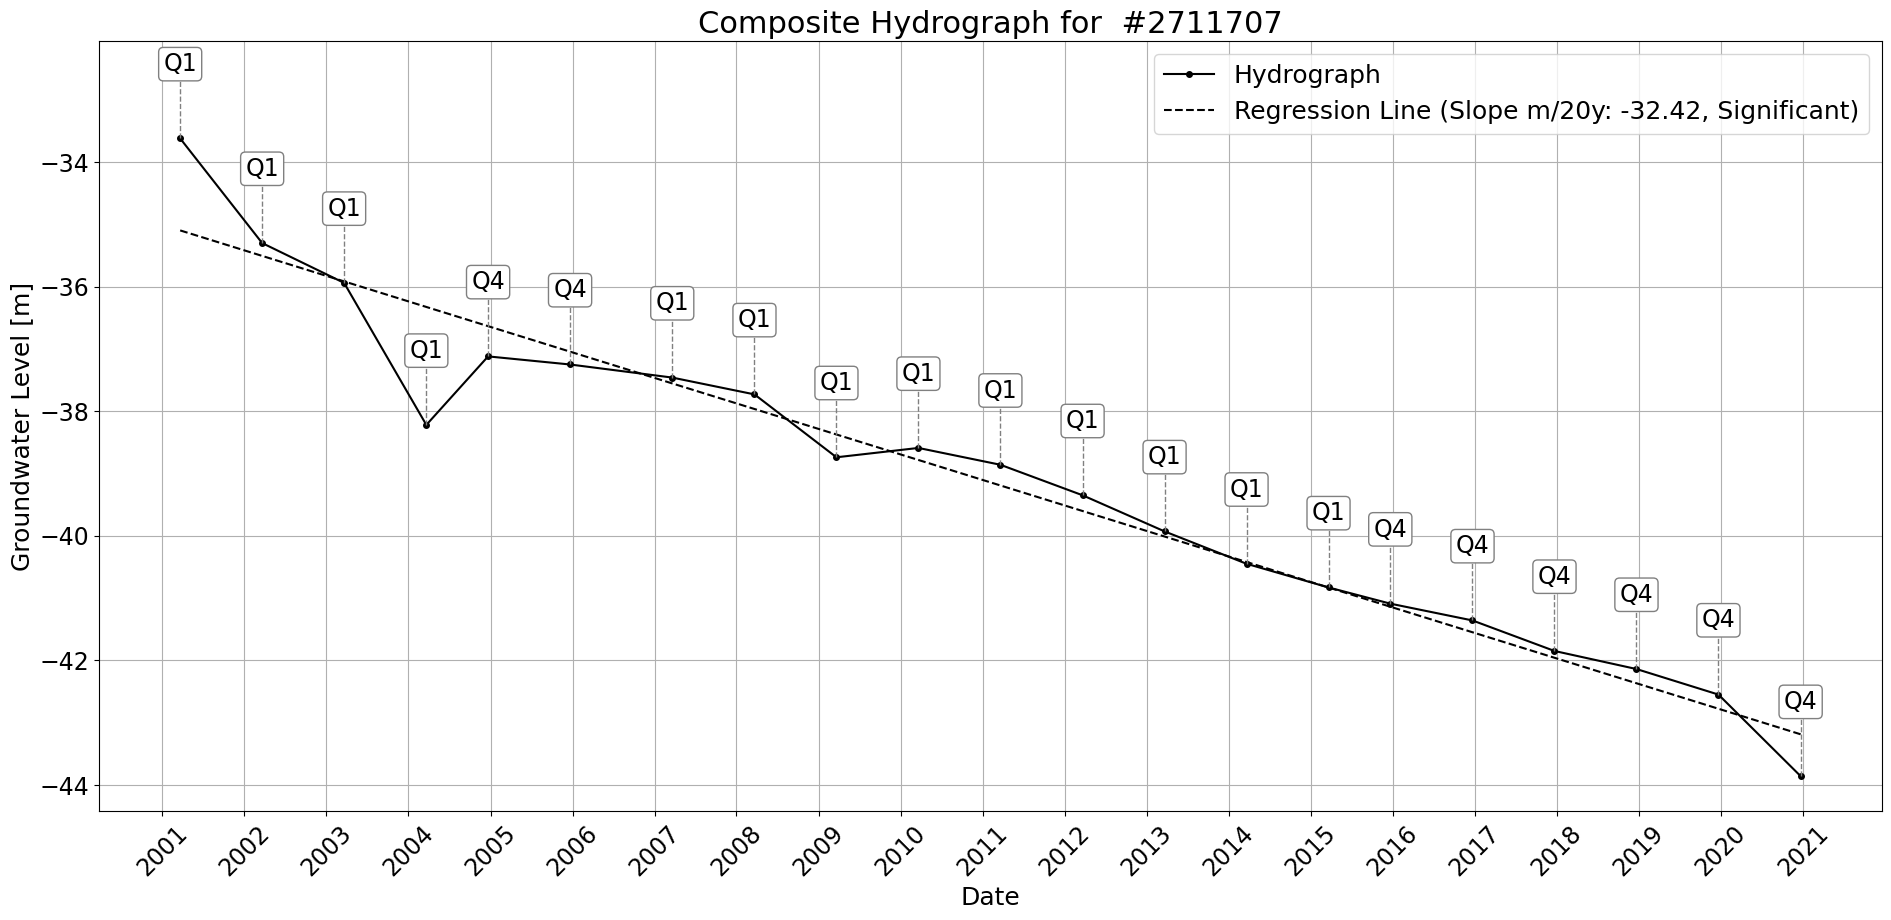 Composite Hydrograph for  #2711707
Hydrograph
Regression Line (Slope m/20y: -32.42, Significant)
Groundwater Level [m]
−34
−36
−38
−40
−42
−44
Q1
Q1
Q1
Q1
Q4
Q4
Q1
Q1
Q1
Q1
Q1
Q1
Q1
Q1
Q1
Q4
Q4
Q4
Q4
Q4
Q4
2001
2002
2003
2004
2005
2006
2007
2008
2009
2010
2011
2012
2013
2014
2015
2016
2017
2018
2019
2020
2021
Date